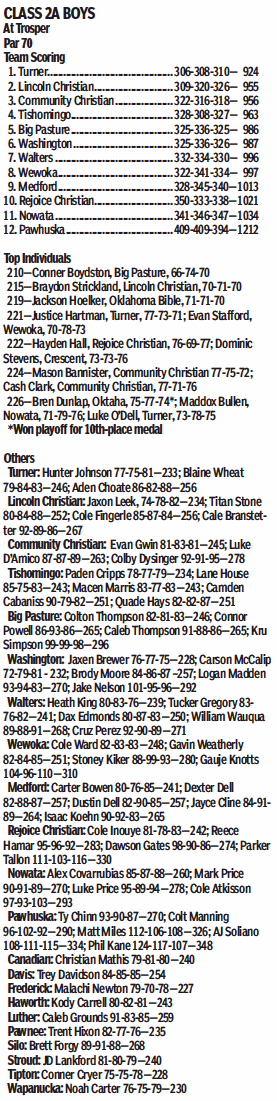 CLASS 2A BOYS
At Trosper
Par 70
Team Scoring
1. Turner..............................................306-308-310— 924
2. Lincoln Christian............................309-320-326— 955
3. Community Christian.....................322-316-318— 956
4. Tishomingo.....................................328-308-327— 963
5. Big Pasture.....................................325-336-325— 986
6. Washington.....................................325-336-326— 987
7. Walters ...........................................332-334-330— 996
8. Wewoka...........................................328-341-334— 997
9. Medford...........................................328-345-340—1013
10. Rejoice Christian............................350-333-338—1021
11. Nowata...........................................341-346-347—1034
12. Pawhuska.......................................409-409-394—1212
Top Individuals
210—Conner Boydston, Big Pasture, 66-74-70
215—Braydon Strickland, Lincoln Christian, 70-71-70
219—Jackson Hoelker, Oklahoma Bible, 71-71-70
221—Justice Hartman, Turner, 77-73-71; Evan Stafford,
Wewoka, 70-78-73
222—Hayden Hall, Rejoice Christian, 76-69-77; Dominic
Stevens, Crescent, 73-73-76
224—Mason Bannister, Community Christian 77-75-72;
Cash Clark, Community Christian, 77-71-76
226—Bren Dunlap, Oktaha, 75-77-74*; Maddox Bullen,
Nowata, 71-79-76; Luke O'Dell, Turner, 73-78-75
*Won playoff for 10th-place medal
Others
Turner: Hunter Johnson 77-75-81—233; Blaine Wheat
79-84-83—246; Aden Choate 86-82-88—256
Lincoln Christian: Jaxon Leek, 74-78-82—234; Titan Stone
80-84-88—252; Cole Fingerle 85-87-84—256; Cale Branstet-
ter 92-89-86—267
Community Christian: Evan Gwin 81-83-81—245; Luke
D'Amico 87-87-89—263; Colby Dysinger 92-91-95—278
Tishomingo: Paden Cripps 78-77-79—234; Lane House
85-75-83—243; Macen Marris 83-77-83—243; Camden
Cabaniss 90-79-82—251; Quade Hays 82-82-87—251
Big Pasture: Colton Thompson 82-81-83—246; Connor
Powell 86-93-86—265; Caleb Thompson 91-88-86—265; Kru
Simpson 99-99-98—296
Washington: Jaxen Brewer 76-77-75—228; Carson McCalip
72-79-81 - 232; Brody Moore 84-86-87 -257; Logan Madden
93-94-83—270; Jake Nelson 101-95-96—292
Walters: Heath King 80-83-76—239; Tucker Gregory 83-
76-82—241; Dax Edmonds 80-87-83—250; William Wauqua
89-88-91—268; Cruz Perez 92-90-89—271
Wewoka: Cole Ward 82-83-83—248; Gavin Weatherly
82-84-85—251; Stoney Kiker 88-99-93—280; Gauje Knotts
104-96-110—310
Medford: Carter Bowen 80-76-85—241; Dexter Dell
82-88-87—257; Dustin Dell 82-90-85—257; Jayce Cline 84-91-
89—264; Isaac Koehn 90-92-83—265
Rejoice Christian: Cole Inouye 81-78-83—242; Reece
Hamar 95-96-92—283; Dawson Gates 98-90-86—274; Parker
Tallon 111-103-116—330
Nowata: Alex Covarrubias 85-87-88—260; Mark Price
90-91-89—270; Luke Price 95-89-94—278; Cole Atkisson
97-93-103—293
Pawhuska: Ty Chinn 93-90-87—270; Colt Manning
96-102-92—290; Matt Miles 112-106-108—326; AJ Soliano
108-111-115—334; Phil Kane 124-117-107—348
Canadian: Christian Mathis 79-81-80—240
Davis: Trey Davidson 84-85-85—254
Frederick: Malachi Newton 79-70-78—227
Haworth: Kody Carrell 80-82-81—243
Luther: Caleb Grounds 91-83-85—259
Pawnee: Trent Hixon 82-77-76—235
Silo: Brett Forgy 89-91-88—268
Stroud: JD Lankford 81-80-79—240
Tipton: Conner Cryer 75-75-78—228
Wapanucka: Noah Carter 76-75-79—230